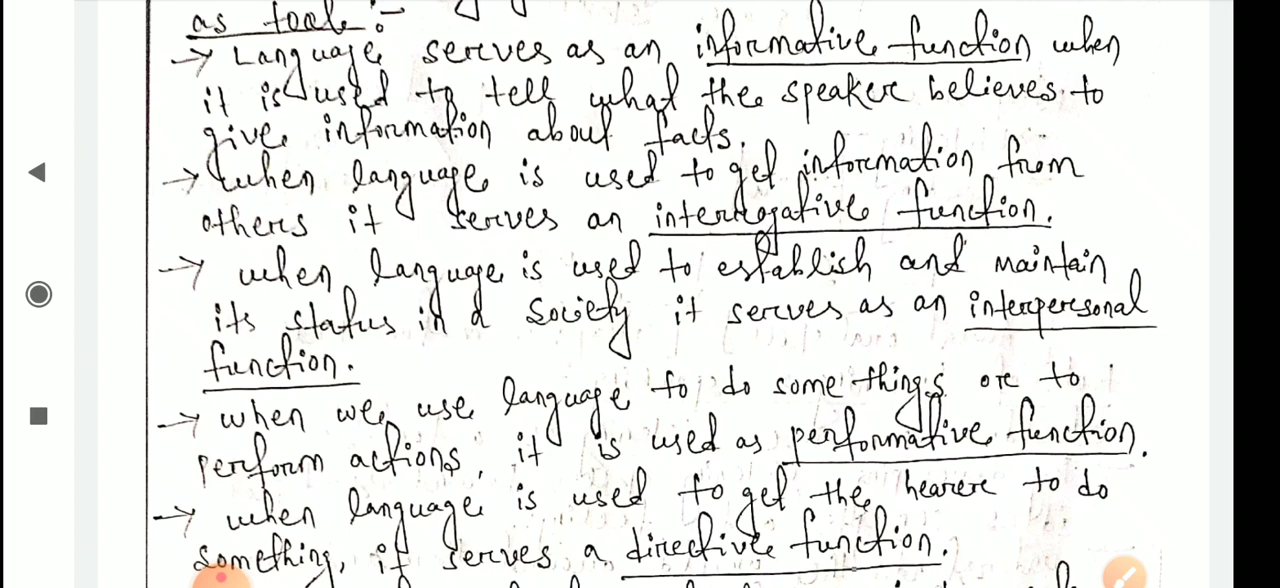 as tool :-
→ Language serves as an informative function when
it is used to tell what the speaker believes to
give information about facts.
→ when language is used to get information from
others it serves an interrogative function.
→ when language is used to establish and maintain
its status in a society it serves as an interpersonal
function.
→ when we use language to do some things or to
perform actions, it is used as performative function.
→ when language is used to get the hearer to do
something, it serves a directive function.